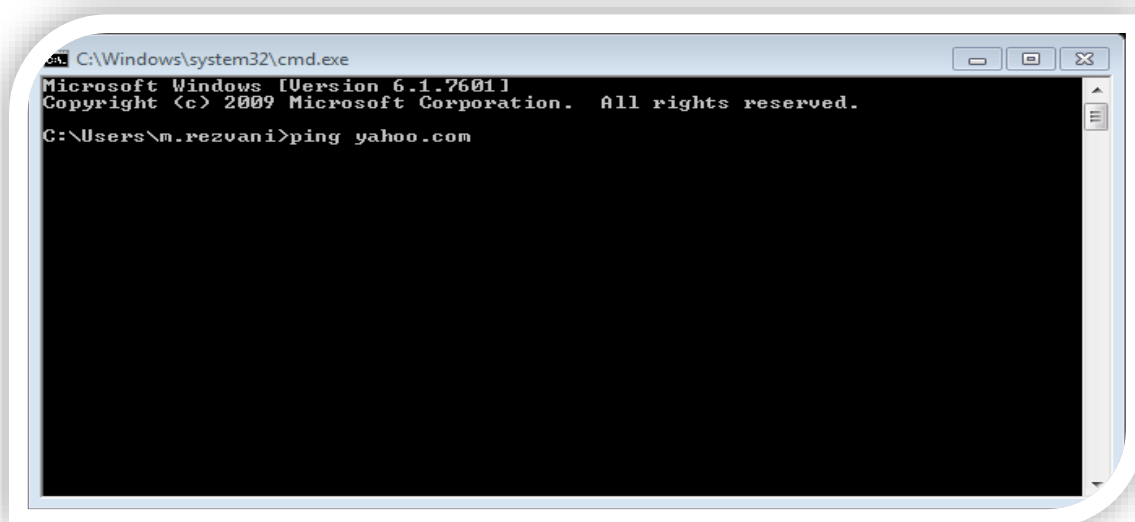 C:\Windows\system32\cmd.exe
Microsoft Windows [Version 6.1.7601]
Copyright (c) 2009 Microsoft Corporation.  All rights reserved.
C:\Users\m.rezvani>ping yahoo.com